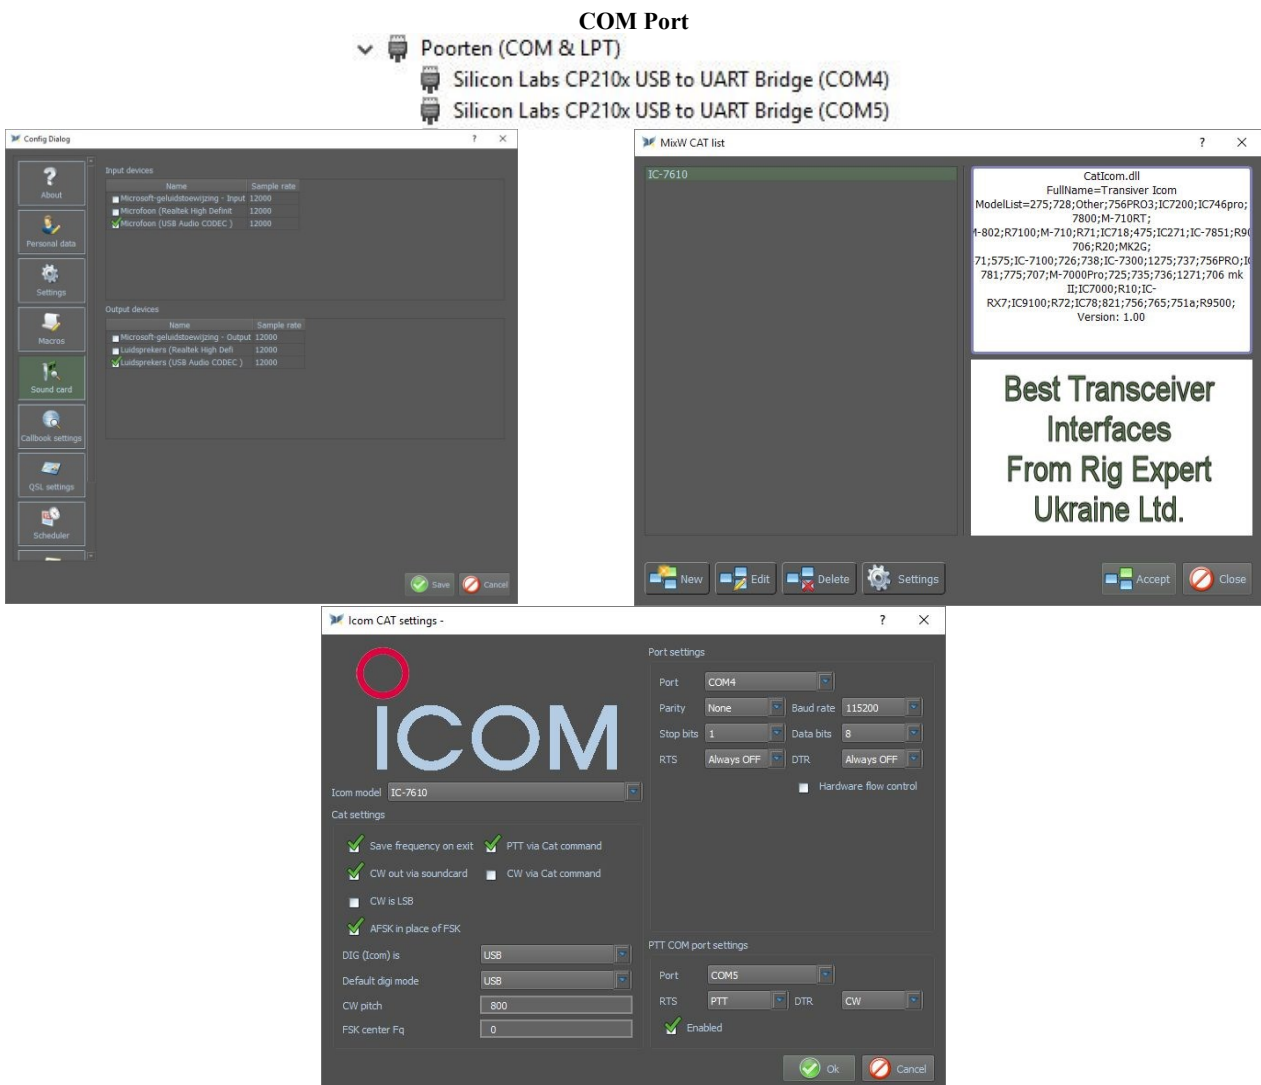 COM Port
Poorten (COM & LPT)
Silicon Labs CP210x USB to UART Bridge (COM4)
Silicon Labs CP210x USB to UART Bridge (COM5)
Config Dialog ?
About
Personal data
Settings
Macros
Sound card
Callbook settings
QSL settings
Scheduler
Input devices
Name Sample rate
Microsoft-geluidstoewijzing - Input 12000
Microfoon (Realtek High Definit 12000
Microfoon (USB Audio CODEC ) 12000
Output devices
Name Sample rate
Microsoft-geluidstoewijzing - Output 12000
Luidsprekers (Realtek High Defi 12000
Luidsprekers (USB Audio CODEC ) 12000
Save Cancel
MixW CAT list ?
IC-7610
CatIcom.dll
FullName=Transiver Icom
ModelList=275;728;Other;756PRO3;IC7200;IC746pro;
7800;M-710RT;
M-802;R7100;M-710;R71;IC718;475;IC271;IC-7851;R90
706;R20;MK2G;
71;575;IC-7100;726;738;IC-7300;1275;737;756PRO;IC
781;775;707;M-7000Pro;725;735;736;1271;706 mk
II;IC7000;R10;IC-
RX7;IC9100;R72;IC78;821;756;765;751a;R9500;
Version: 1.00
Best Transceiver
Interfaces
From Rig Expert
Ukraine Ltd.
New Edit Delete Settings Accept Close
Icom CAT settings - ?
ICOM
Icom model IC-7610
Cat settings
Save frequency on exit PTT via Cat command
CW out via soundcard CW via Cat command
CW is LSB
AFSK in place of FSK
DIG (Icom) is USB
Default digi mode USB
CW pitch 800
FSK center Fq 0
Port settings
Port COM4
Parity None Baud rate 115200
Stop bits 1 Data bits 8
RTS Always OFF DTR Always OFF
Hardware flow control
PTT COM port settings
Port COM5
RTS PTT DTR CW
Enabled
Ok Cancel